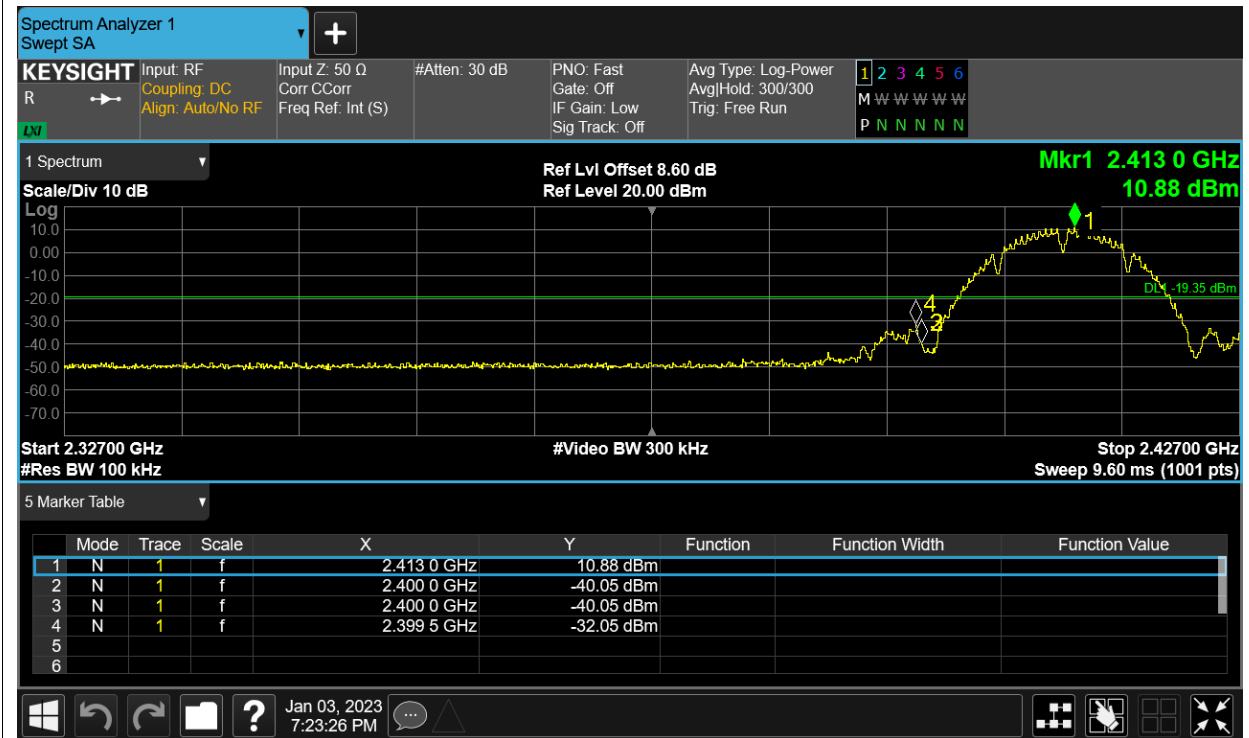 Spectrum Analyzer 1
Swept SA
+
KEYSIGHT Input: RF Input Z: 50 Ω #Atten: 30 dB PNO: Fast Avg Type: Log-Power 1 2 3 4 5 6
R Coupling: DC Corr CCorr Gate: Off Avg|Hold: 300/300 M W W W W W
Align: Auto/No RF Freq Ref: Int (S) IF Gain: Low Trig: Free Run
LXI Sig Track: Off P N N N N N
1 Spectrum Ref Lvl Offset 8.60 dB Mkr1 2.413 0 GHz
Scale/Div 10 dB Ref Level 20.00 dBm 10.88 dBm
Log
1
10.0
0.00
-10.0
DL1 -19.35 dBm
-20.0
4
-30.0
2
-40.0
-50.0
-60.0
-70.0
Start 2.32700 GHz #Video BW 300 kHz Stop 2.42700 GHz
#Res BW 100 kHz Sweep 9.60 ms (1001 pts)
5 Marker Table
Mode Trace Scale X Y Function Function Width Function Value
1 N 1 f 2.413 0 GHz 10.88 dBm
2 N 1 f 2.400 0 GHz -40.05 dBm
3 N 1 f 2.400 0 GHz -40.05 dBm
4 N 1 f 2.399 5 GHz -32.05 dBm
5
6
? Jan 03, 2023
7:23:26 PM